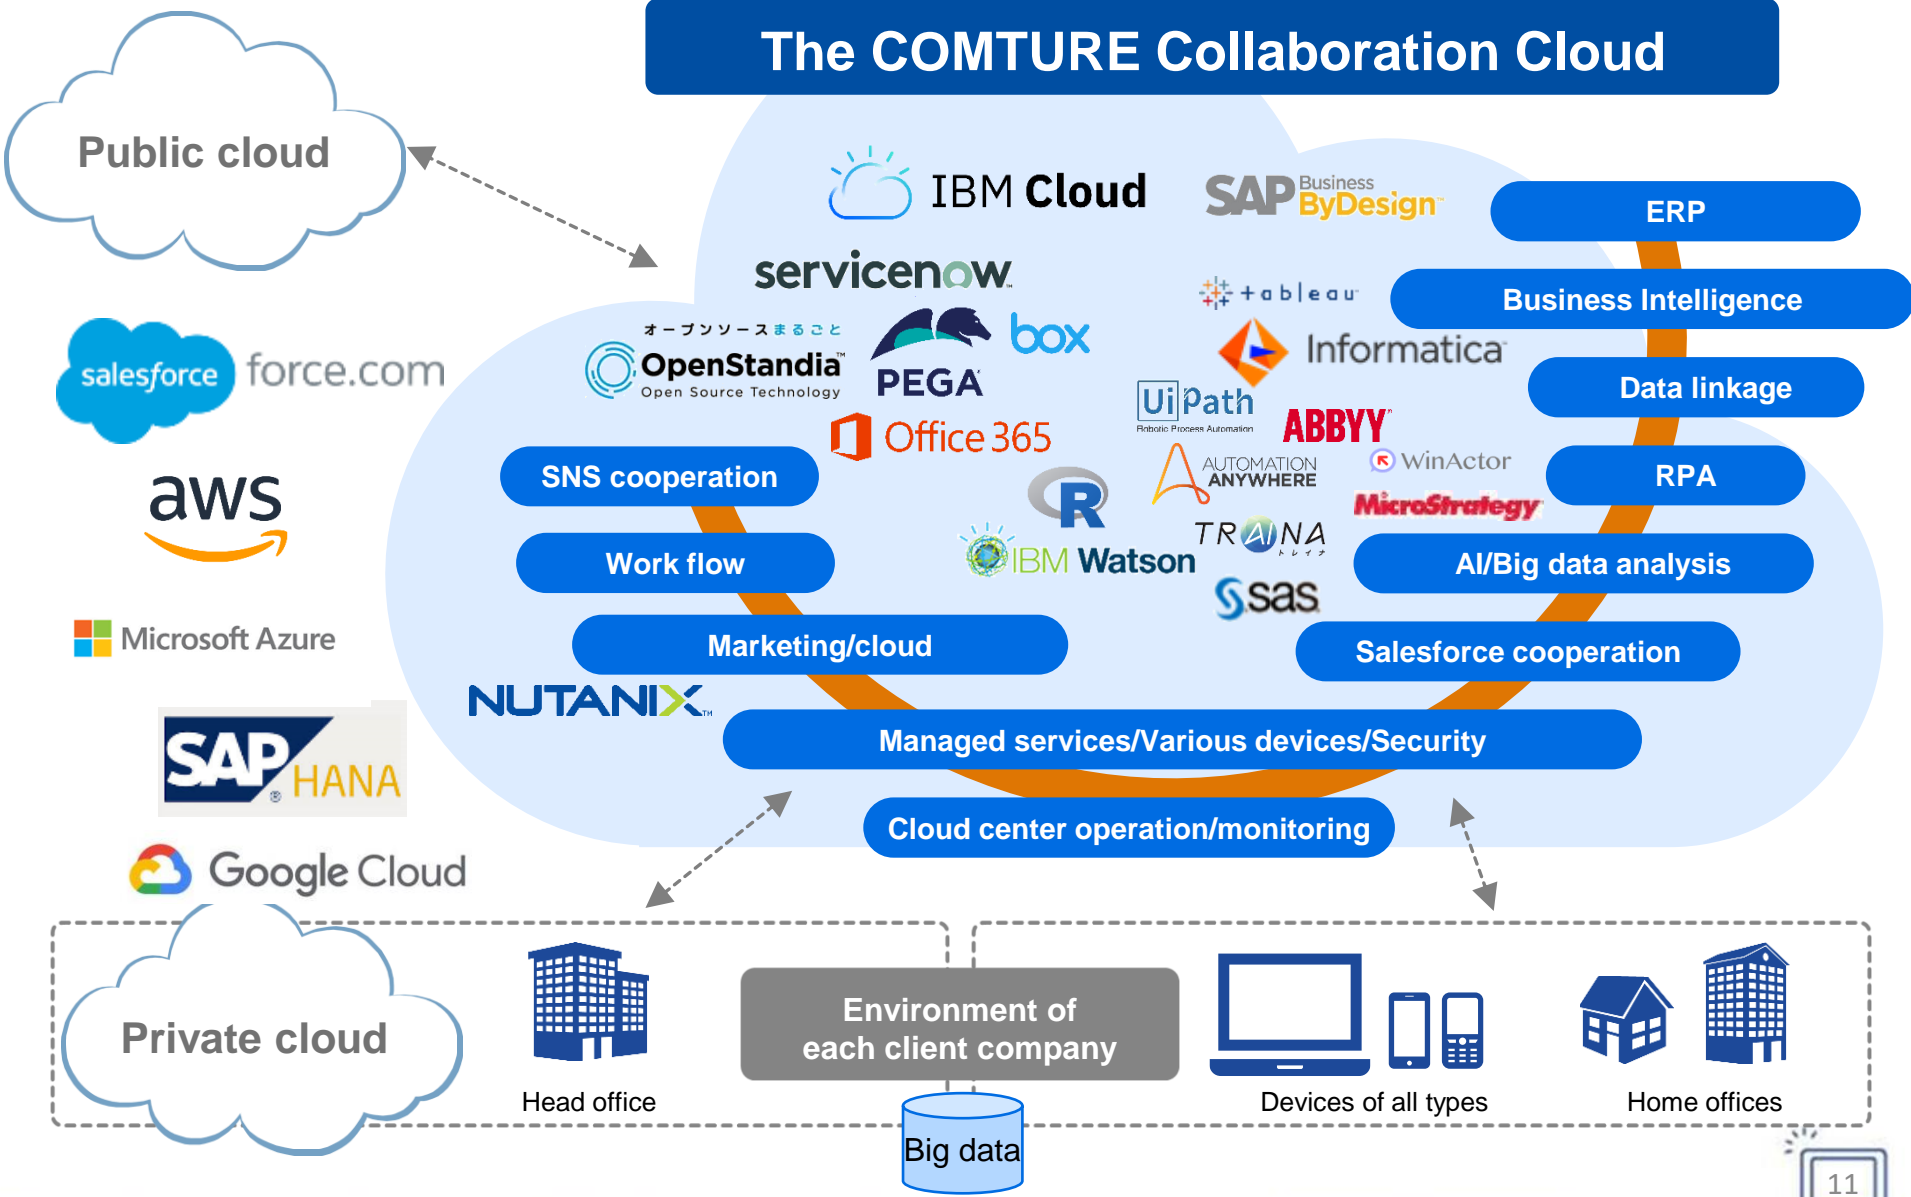 The COMTURE Collaboration Cloud
Public cloud
IBM Cloud
SAP Business ByDesign™
ERP
servicenow™
tableau
Business Intelligence
オープンソースまるごと
OpenStandia™
Open Source Technology
PEGA
box
Informatica
salesforce
force.com
Data linkage
UiPath
Robotic Process Automation
ABBYY®
Office 365
SNS cooperation
AUTOMATION
ANYWHERE
WinActor
RPA
aws
R
MicroStrategy
TRAINA
トレイナ
IBM Watson
Work flow
AI/Big data analysis
sas
Microsoft Azure
Marketing/cloud
Salesforce cooperation
NUTANIX™
Managed services/Various devices/Security
SAP®
HANA
Cloud center operation/monitoring
Google Cloud
Private cloud
Environment of
each client company
Head office
Devices of all types
Home offices
Big data
11